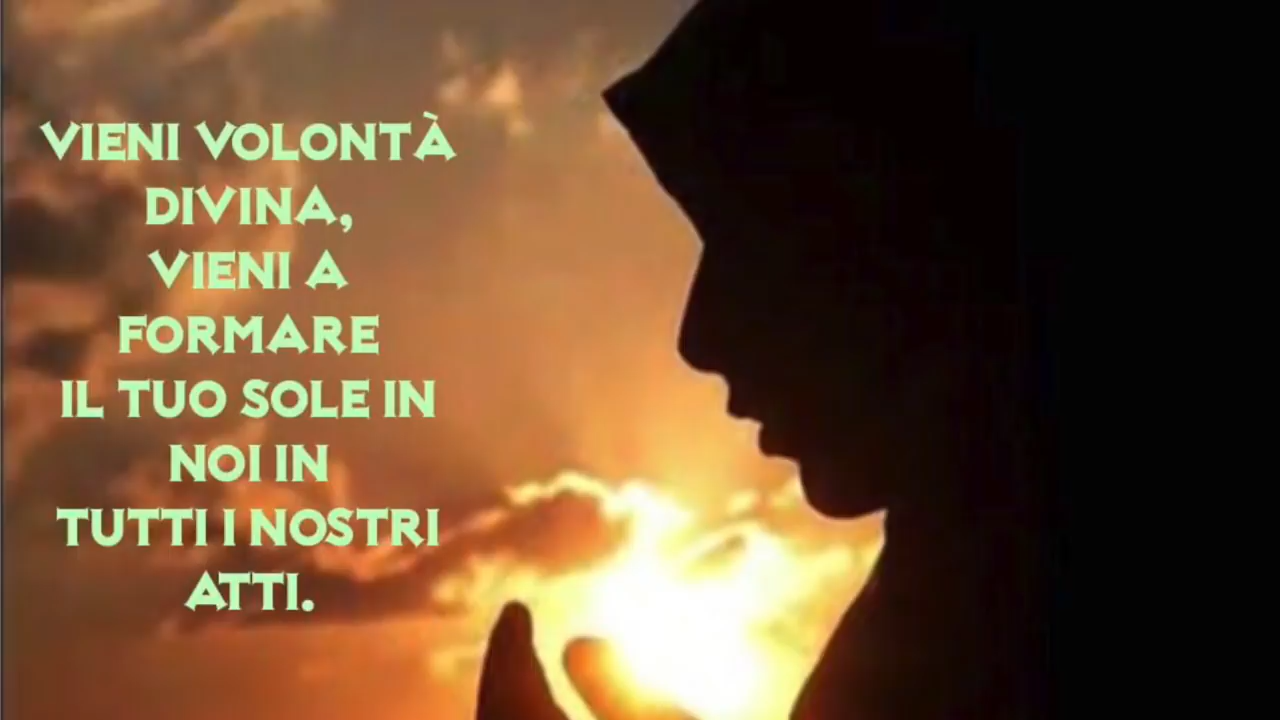 VIENI VOLONTÀ
DIVINA,
VIENI A
FORMARE
IL TUO SOLE IN
NOI IN
TUTTI I NOSTRI
ATTI.